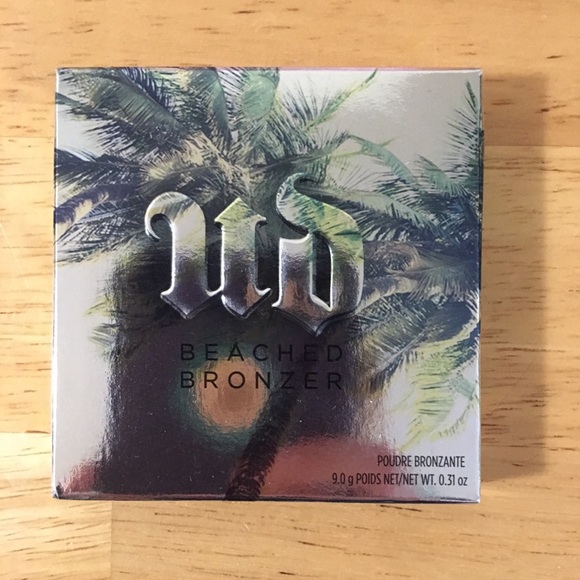 UD
BEACHED
BRONZER
POUDRE BRONZANTE
9.0 g POIDS NET/NET WT. 0.31 oz